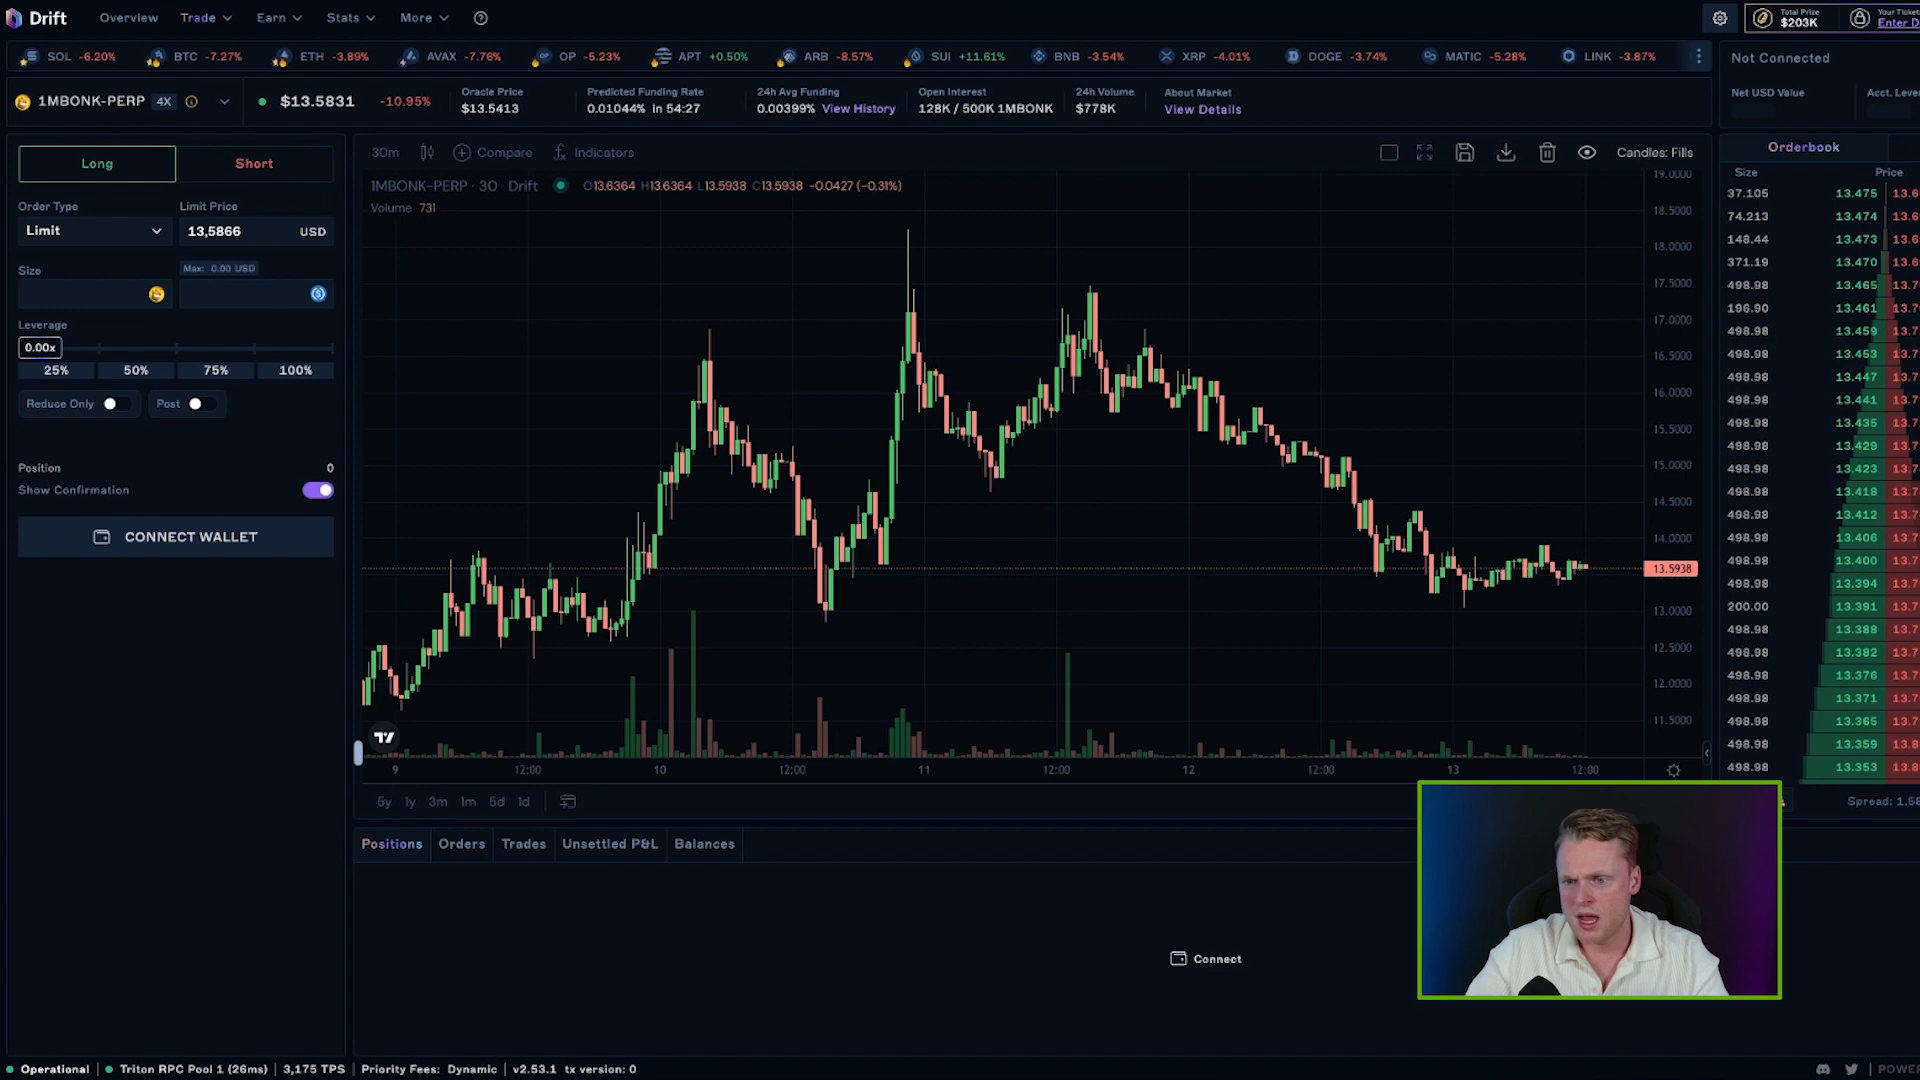 Drift
Overview Trade Earn Stats More
Total Prize
$203K
SOL -6.20% BTC -7.27% ETH -3.89% AVAX -7.76% OP -5.23% APT +0.50% ARB -8.57% SUI +11.61% BNB -3.54% XRP -4.01% DOGE -3.74% MATIC -5.28% LINK -3.87%
Not Connected
Net USD Value
1MBONK-PERP 4X $13.5831 -10.95%
Oracle Price
$13.5413
Predicted Funding Rate
0.01044% In 54:27
24h Avg Funding
0.00399% View History
Open Interest
128K / 500K 1MBONK
24h Volume
$778K
About Market
View Details
Long Short
Order Type Limit Price
Limit 13,5866 USD
Size Max: 0.00 USD
Leverage
0.00x
25% 50% 75% 100%
Reduce Only Post
Position 0
Show Confirmation
CONNECT WALLET
30m Compare Indicators
Candles: Fills
1MBONK-PERP · 30 · Drift O13.6364 H13.6364 L13.5938 C13.5938 -0.0427 (-0.31%)
Volume 731
19.0000
18.5000
18.0000
17.5000
17.0000
16.5000
16.0000
15.5000
15.0000
14.5000
14.0000
13.5938
13.0000
12.5000
12.0000
11.5000
9 12:00 10 12:00 11 12:00 12 12:00 13 12:00
5y 1y 3m 1m 5d 1d
Orderbook
Size Price
37.105 13.475
74.213 13.474
148.44 13.473
371.19 13.470
498.98 13.465
196.90 13.461
498.98 13.459
498.98 13.453
498.98 13.447
498.98 13.441
498.98 13.435
498.98 13.429
498.98 13.423
498.98 13.418
498.98 13.412
498.98 13.406
498.98 13.400
498.98 13.394
200.00 13.391
498.98 13.388
498.98 13.382
498.98 13.376
498.98 13.371
498.98 13.365
498.98 13.359
498.98 13.353
Positions Orders Trades Unsettled P&L Balances
Connect
Operational Triton RPC Pool 1 (26ms) 3,175 TPS Priority Fees: Dynamic v2.53.1 tx version: 0